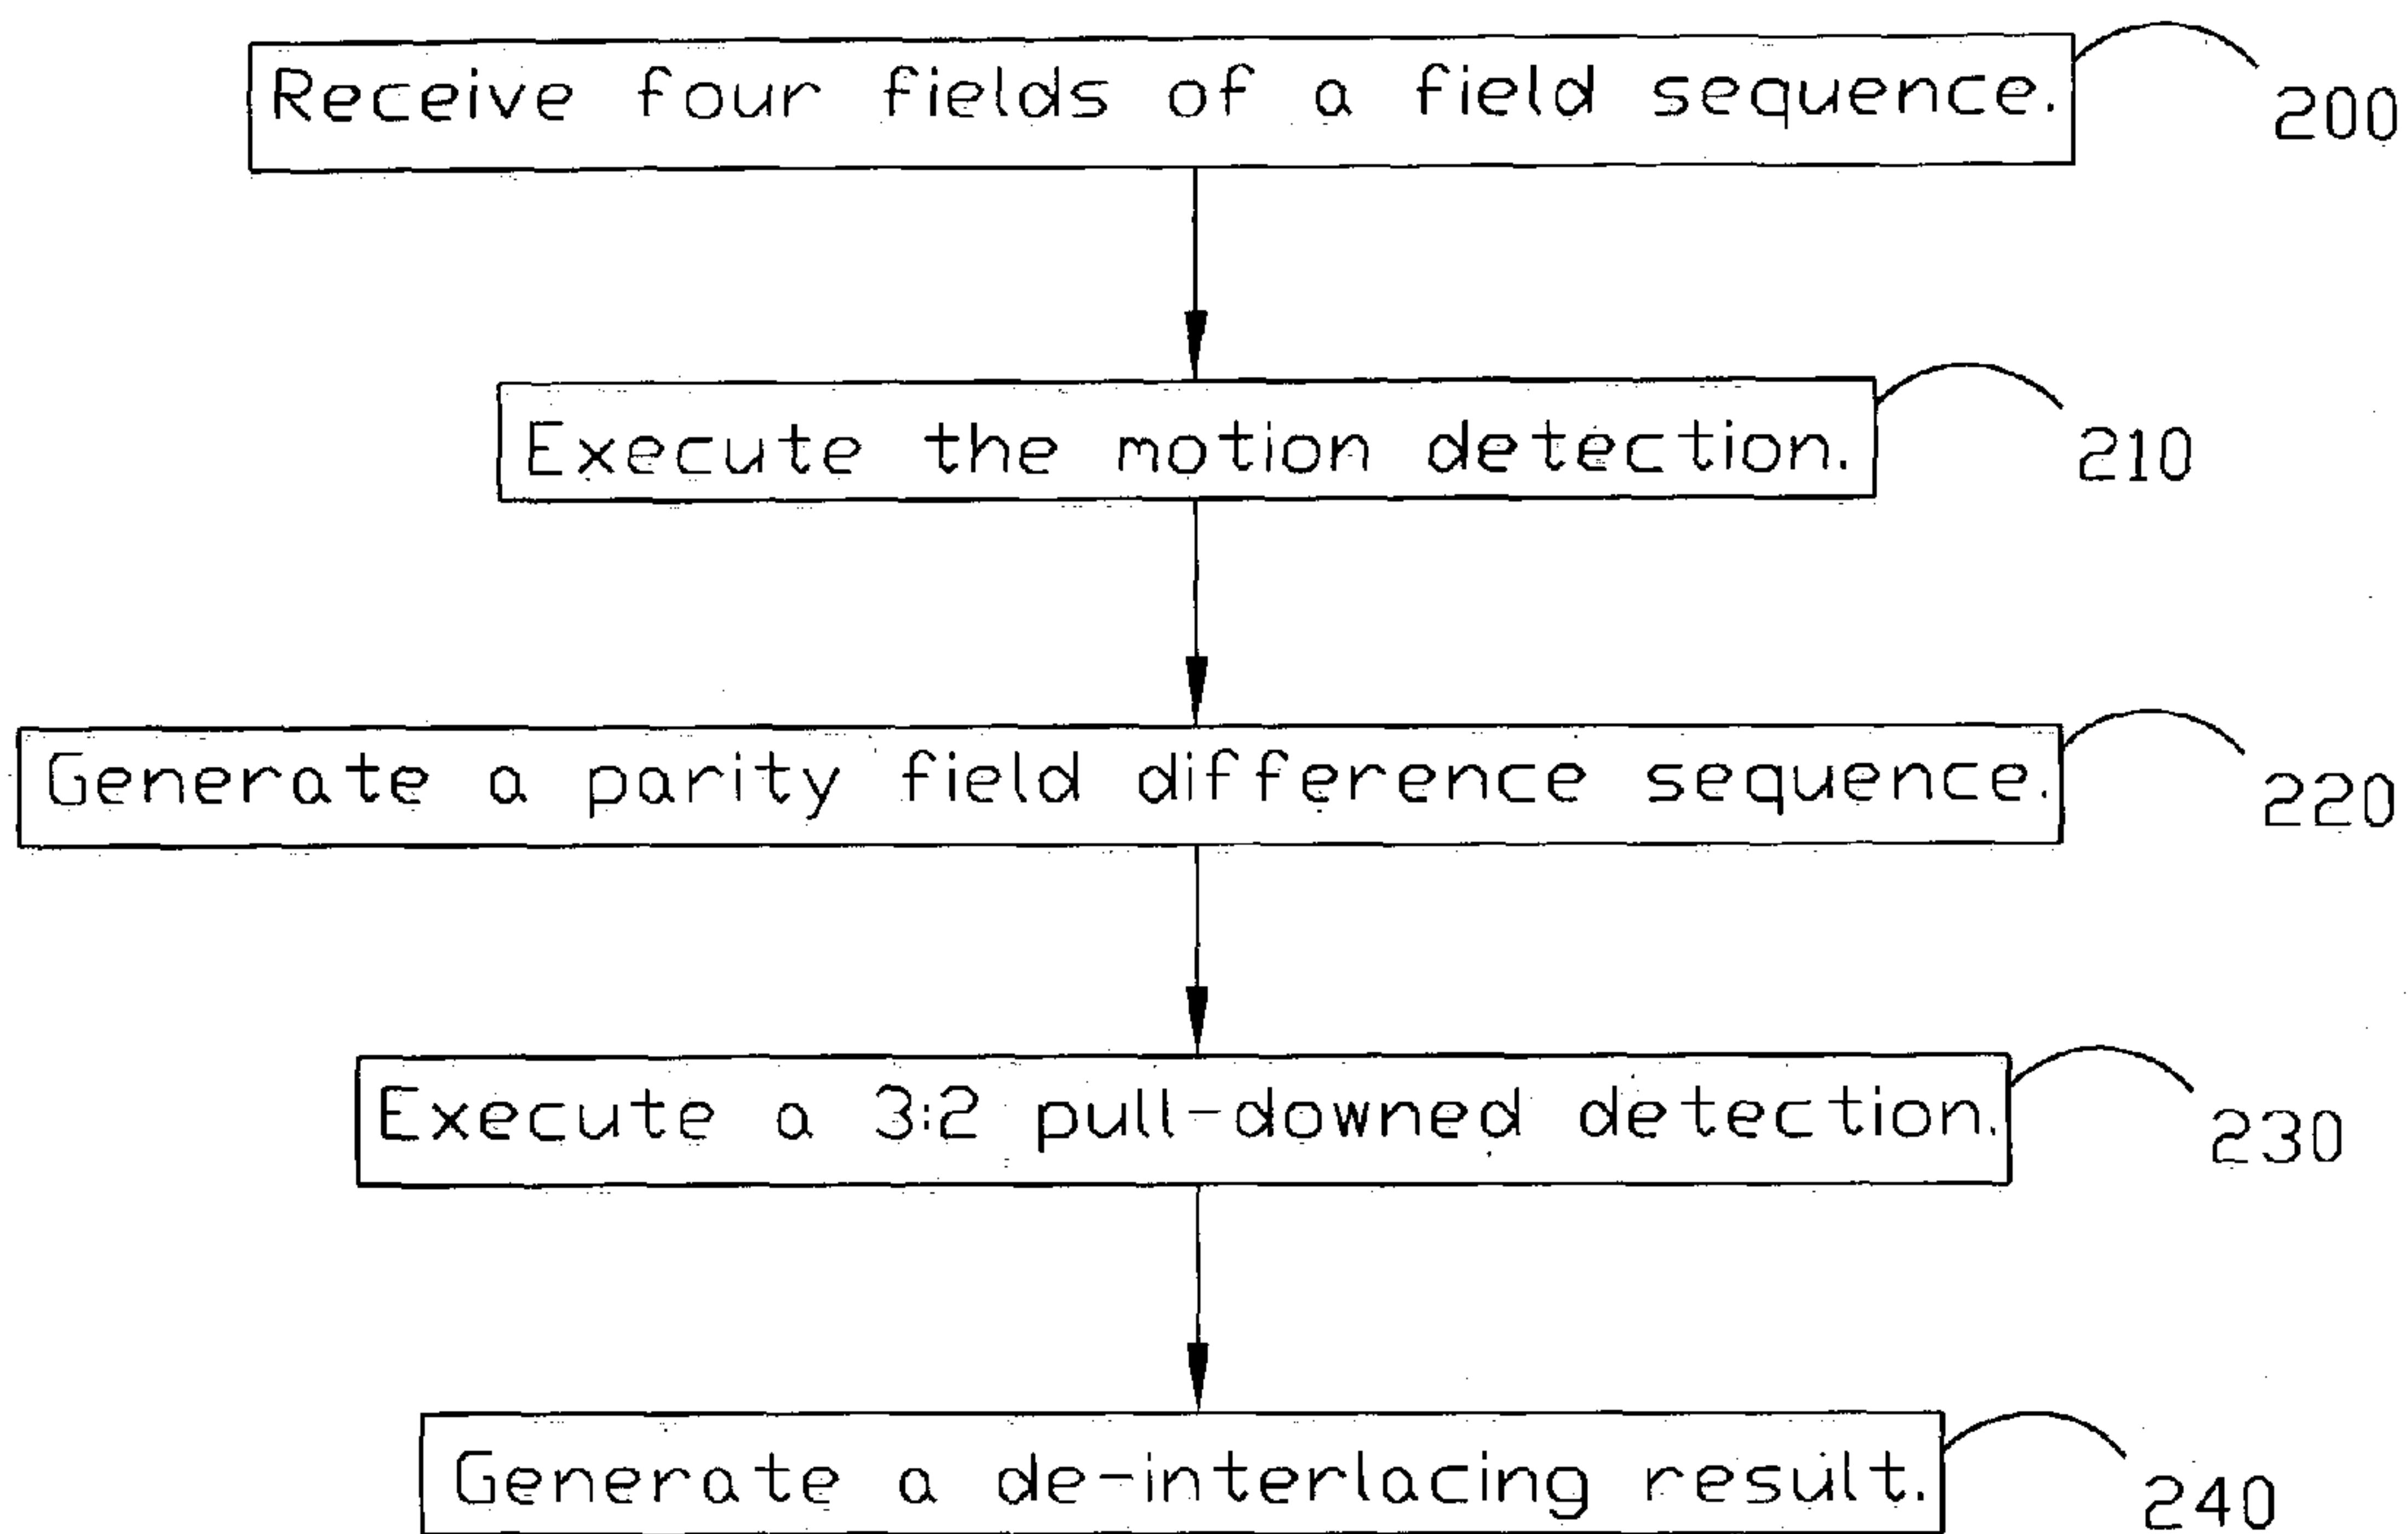 Receive four fields of a field sequence.
200
Execute the motion detection.
210
Generate a parity field difference sequence.
220
Execute a 3:2 pull-downed detection.
230
Generate a de-interlacing result.
240